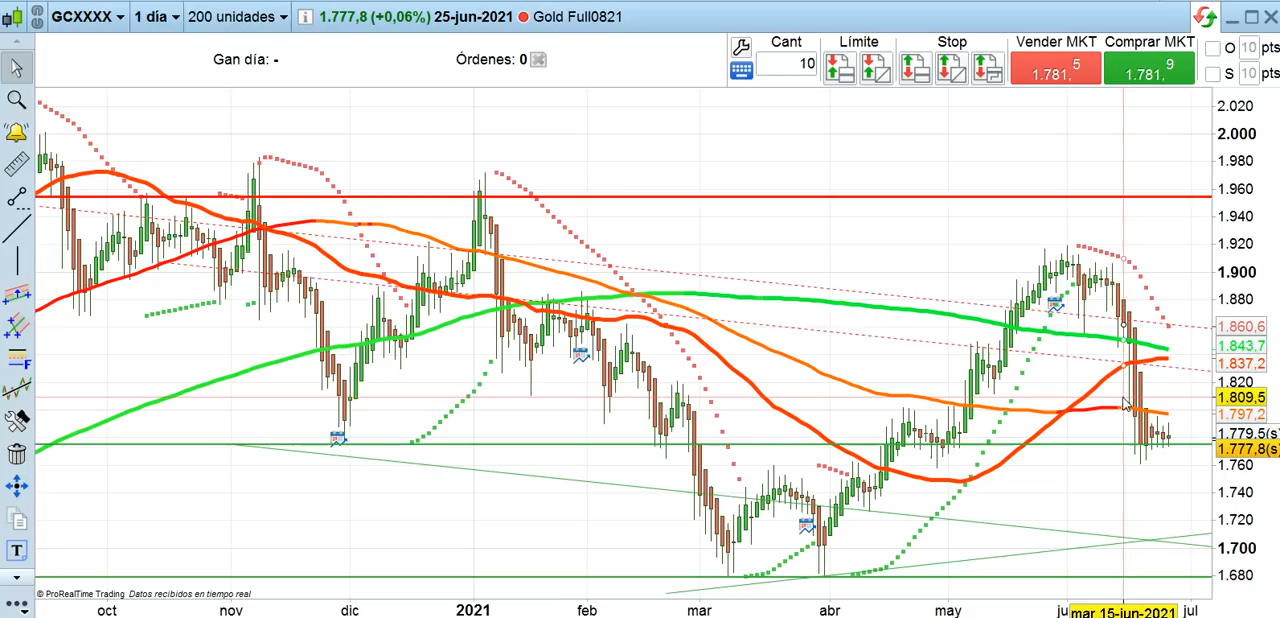 GCXXXX 1 día 200 unidades i 1.777,8 (+0,06%) 25-jun-2021 Gold Full0821
Gan día: - Órdenes: 0
Cant Límite Stop Vender MKT Comprar MKT O 10 pts
10 1.781, 5 1.781, 9 S 10 pts
2.020
2.000
1.980
1.960
1.940
1.920
1.900
1.880
1.860,6
1.843,7
1.837,2
1.820
1.809,5
1.797,2
1.779,5(s)
1.777,8(s)
1.760
1.740
1.720
1.700
1.680
F
T
© ProRealTime Trading Datos recibidos en tiempo real
oct nov dic 2021 feb mar abr may ju mar 15-jun-2021 jul